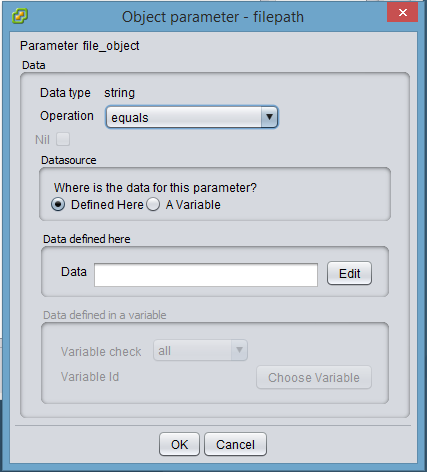 Object parameter - filepath
Parameter file_object
Data
Data type string
Operation equals
Nil
Datasource
Where is the data for this parameter?
Defined Here A Variable
Data defined here
Data Edit
Data defined in a variable
Variable check all
Variable Id Choose Variable
OK Cancel